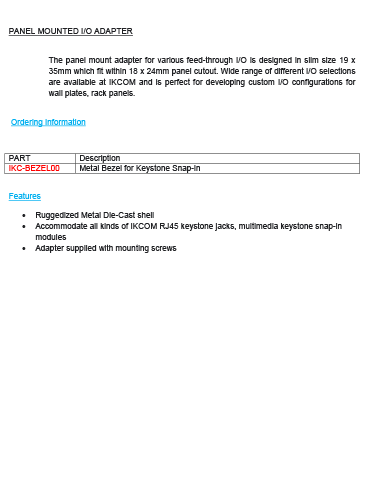 PANEL MOUNTED I/O ADAPTER
The panel mount adapter for various feed-through I/O is designed in slim size 19 x
35mm which fit within 18 x 24mm panel cutout. Wide range of different I/O selections
are available at IKCOM and is perfect for developing custom I/O configurations for
wall plates, rack panels.
Ordering Information
PART Description
IKC-BEZEL00 Metal Bezel for Keystone Snap-In
Features
• Ruggedized Metal Die-Cast shell
• Accommodate all kinds of IKCOM RJ45 keystone jacks, multimedia keystone snap-in
modules
• Adapter supplied with mounting screws